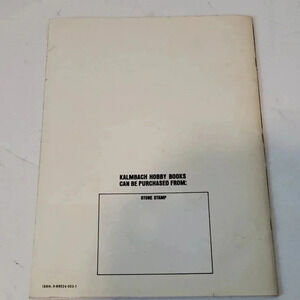 KALMBACH HOBBY BOOKS
CAN BE PURCHASED FROM:
STORE STAMP